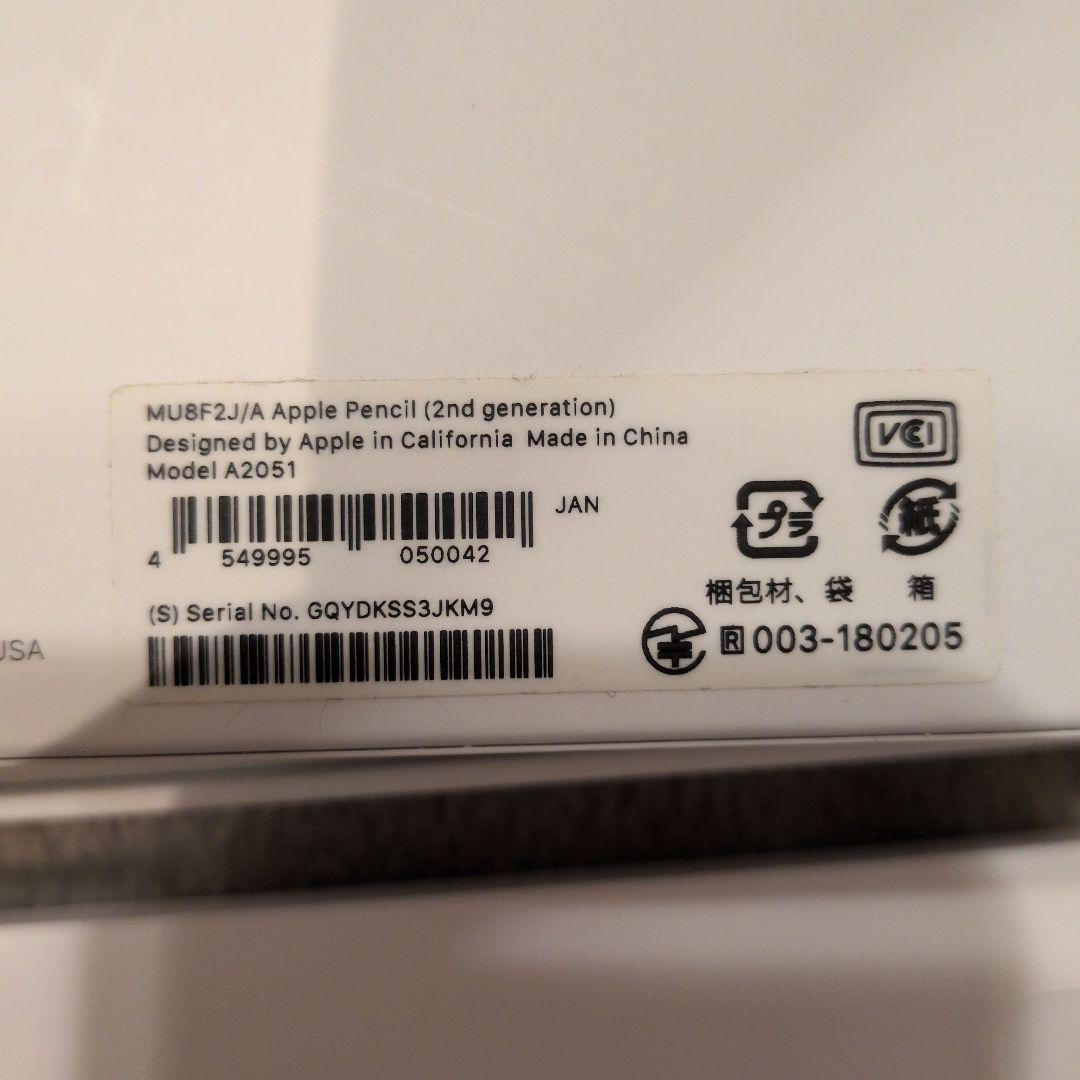 MU8F2J/A Apple Pencil (2nd generation)
Designed by Apple in California Made in China
Model A2051
JAN
4 549995 050042
(S) Serial No. GQYDKSS3JKM9
VCCI
プラ
紙
梱包材、袋
箱
R 003-180205
USA